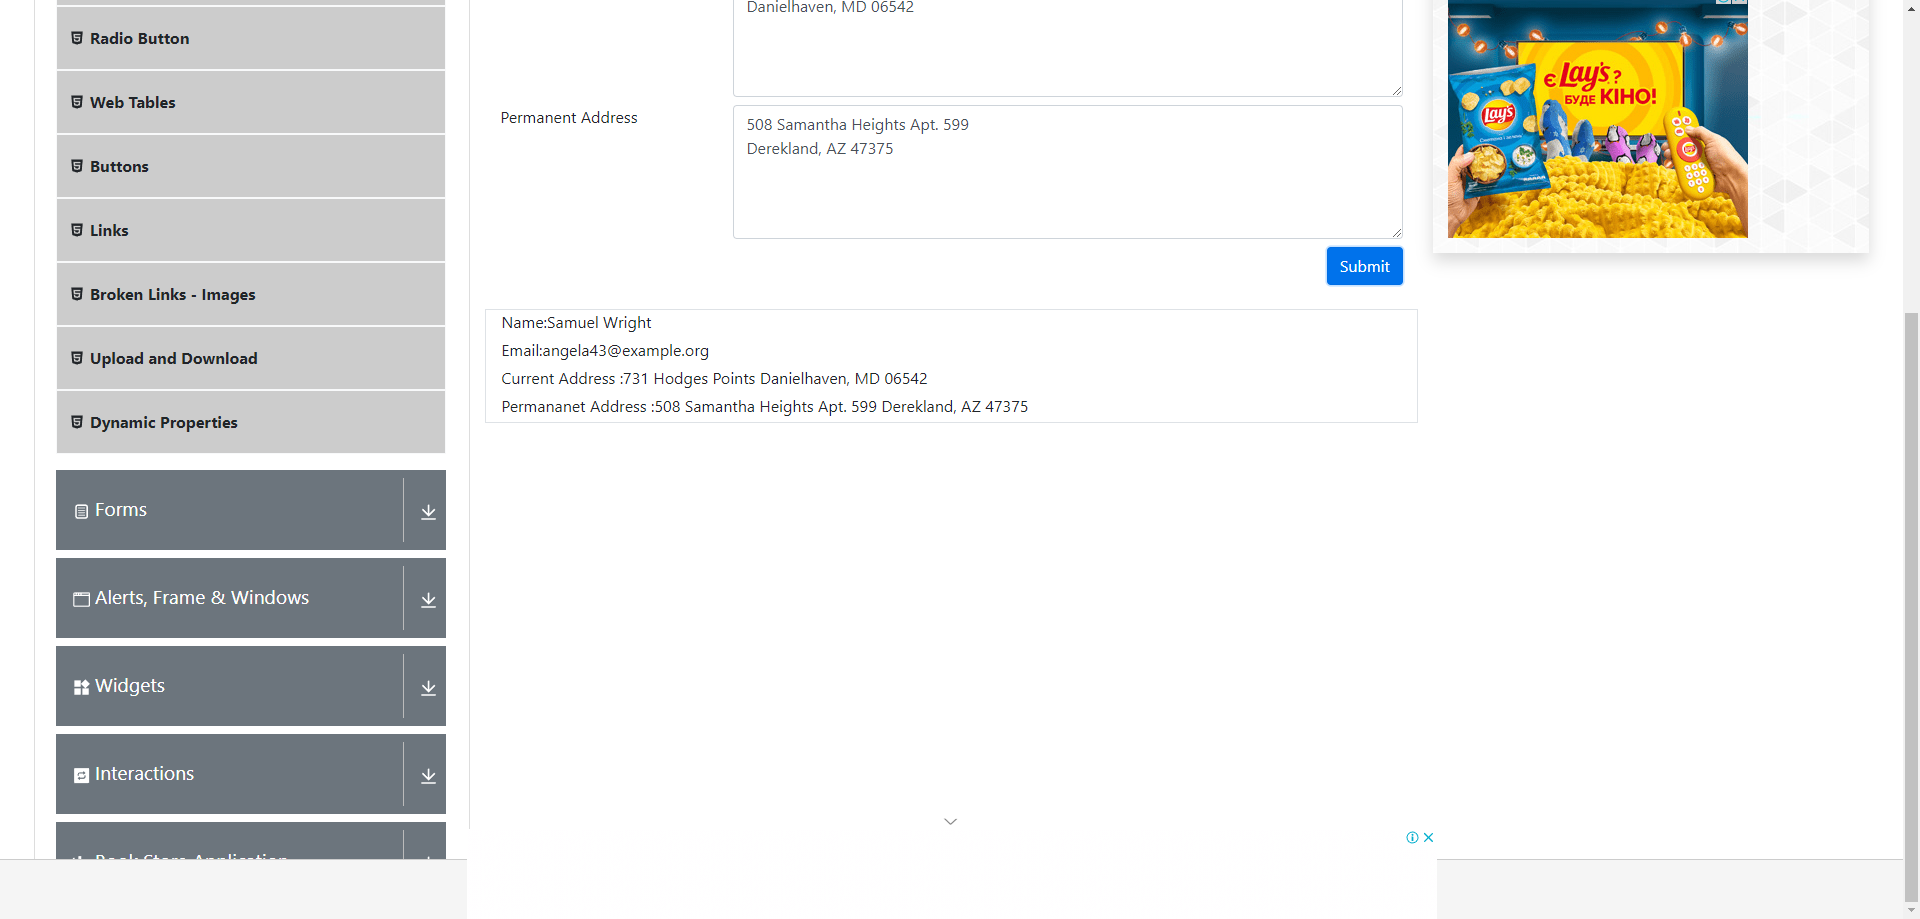 Radio Button
Web Tables
Buttons
Links
Broken Links - Images
Upload and Download
Dynamic Properties
Forms
Alerts, Frame & Windows
Widgets
Interactions
Book Store Application
Danielhaven, MD 06542
Permanent Address
508 Samantha Heights Apt. 599
Derekland, AZ 47375
Submit
Name:Samuel Wright
Email:angela43@example.org
Current Address :731 Hodges Points Danielhaven, MD 06542
Permananet Address :508 Samantha Heights Apt. 599 Derekland, AZ 47375
є Lay's?
БУДЕ КІНО!
Lay's